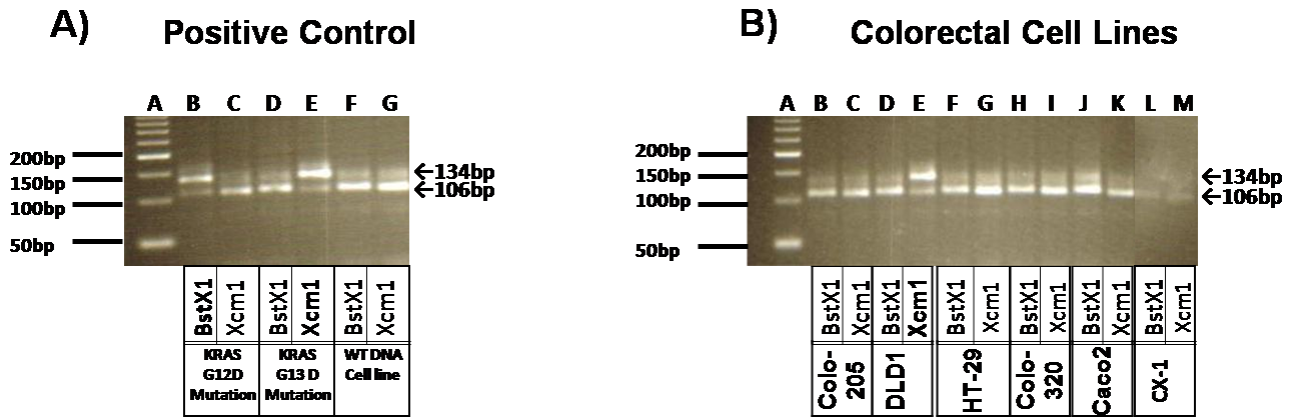 A) Positive Control
A B C D E F G
200bp
150bp
100bp
50bp
←134bp
←106bp
BstX1 Xcm1 BstX1 Xcm1 BstX1 Xcm1
KRAS G12D Mutation
KRAS G13 D Mutation
WT DNA Cell line
B) Colorectal Cell Lines
A B C D E F G H I J K L M
200bp
150bp
100bp
50bp
←134bp
←106bp
BstX1 Xcm1 BstX1 Xcm1 BstX1 Xcm1 BstX1 Xcm1 BstX1 Xcm1 BstX1 Xcm1
Colo-205
DLD1
HT-29
Colo-320
Caco2
CX-1